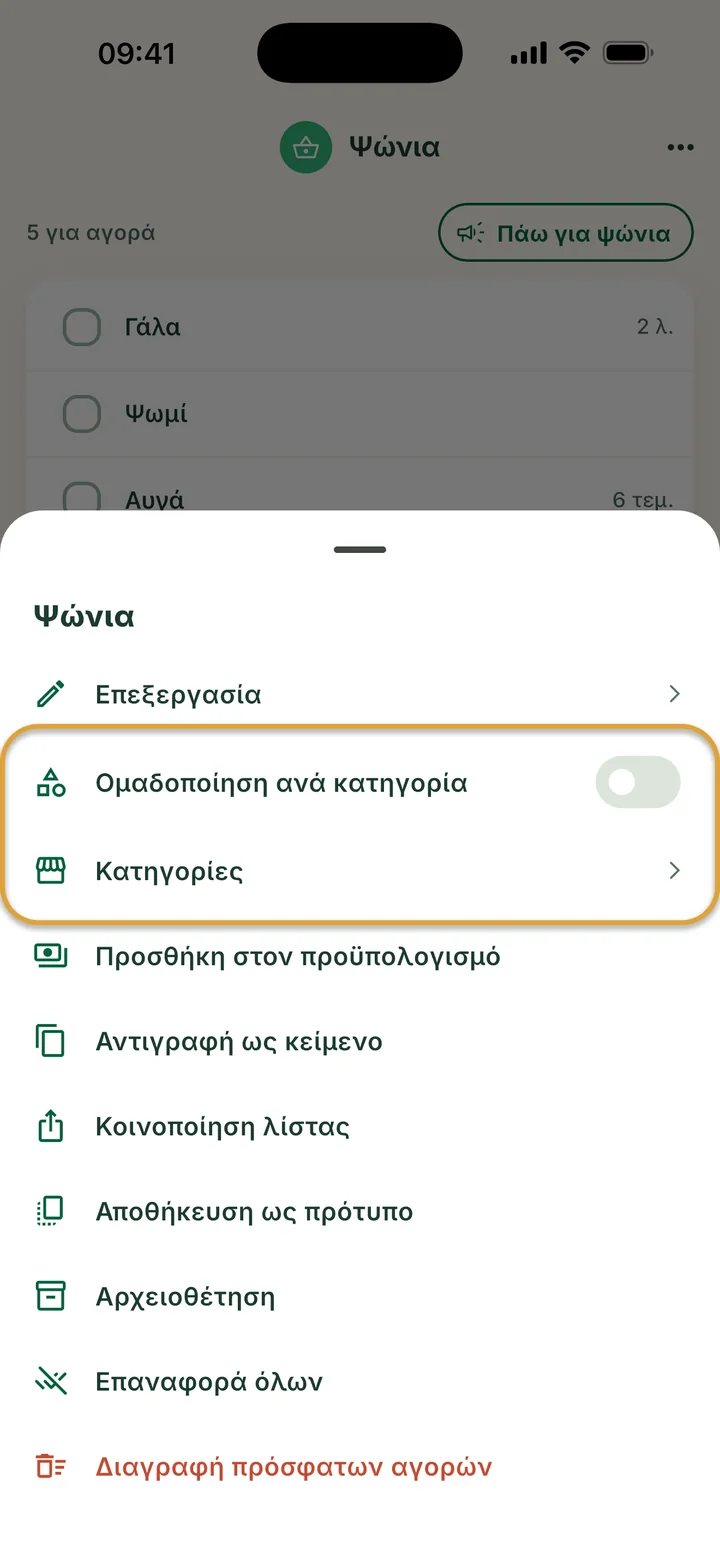 09:41
Ψώνια
5 για αγορά
Πάω για ψώνια
Γάλα 2 λ.
Ψωμί
Αυγά 6 τεμ.
Ψώνια
Επεξεργασία
Ομαδοποίηση ανά κατηγορία
Κατηγορίες
Προσθήκη στον προϋπολογισμό
Αντιγραφή ως κείμενο
Κοινοποίηση λίστας
Αποθήκευση ως πρότυπο
Αρχειοθέτηση
Επαναφορά όλων
Διαγραφή πρόσφατων αγορών